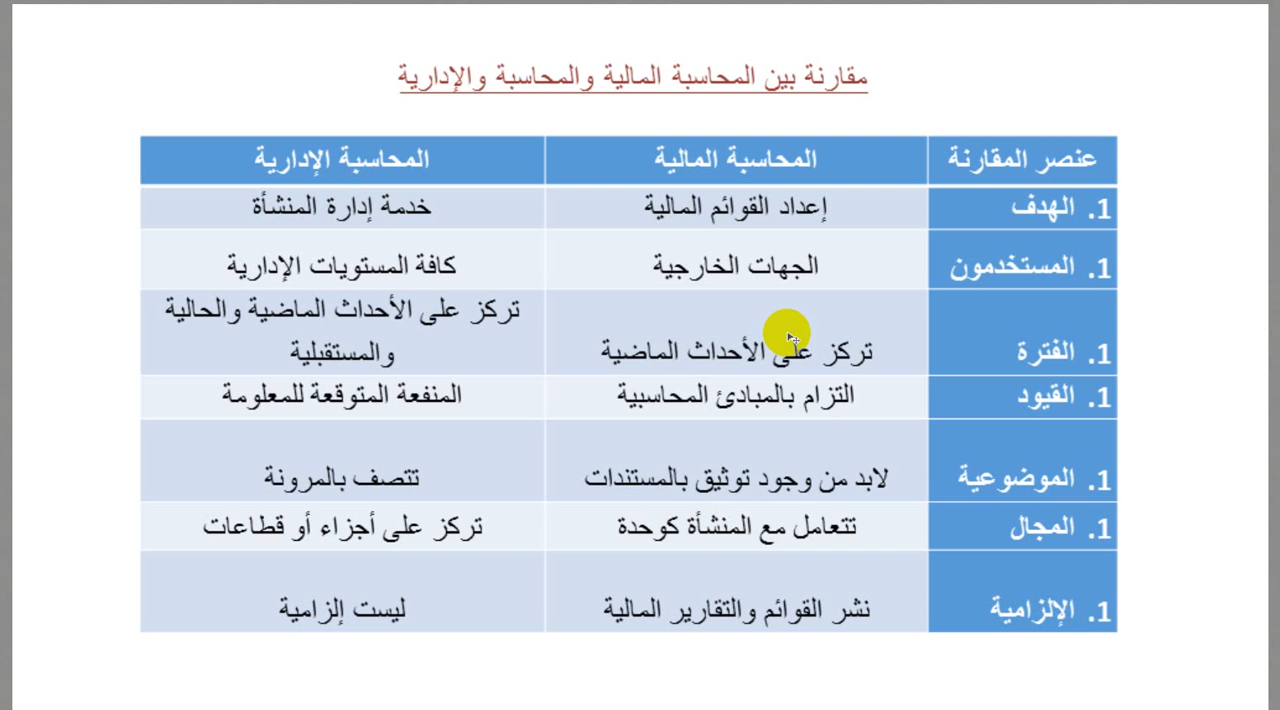 مقارنة بين المحاسبة المالية والمحاسبة والإدارية
عنصر المقارنة المحاسبة المالية المحاسبة الإدارية
1. الهدف إعداد القوائم المالية خدمة إدارة المنشأة
1. المستخدمون الجهات الخارجية كافة المستويات الإدارية
1. الفترة تركز على الأحداث الماضية تركز على الأحداث الماضية والحالية
والمستقبلية
1. القيود التزام بالمبادئ المحاسبية المنفعة المتوقعة للمعلومة
1. الموضوعية لابد من وجود توثيق بالمستندات تتصف بالمرونة
1. المجال تتعامل مع المنشأة كوحدة تركز على أجزاء أو قطاعات
1. الإلزامية نشر القوائم والتقارير المالية ليست إلزامية